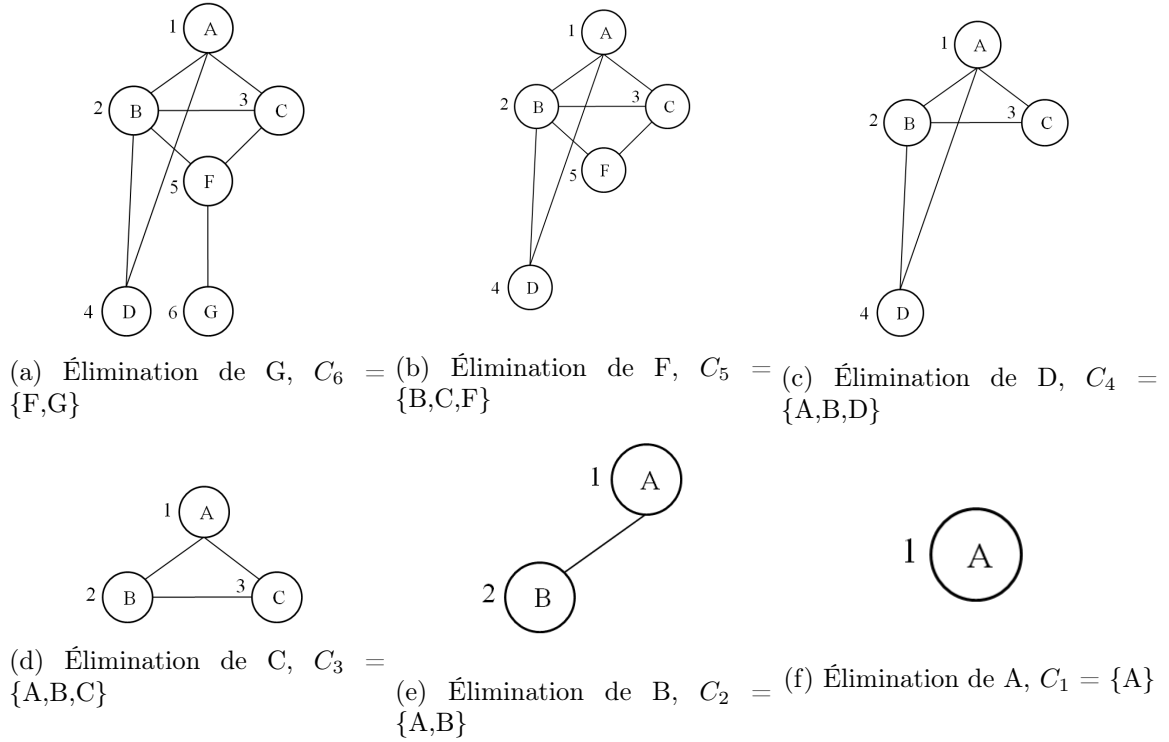 1 A
2 B
3 C
5 F
4 D
6 G
(a) Élimination de G, C₆ =
{F,G}
1 A
2 B
3 C
5 F
4 D
(b) Élimination de F, C₅ =
{B,C,F}
1 A
2 B
3 C
4 D
(c) Élimination de D, C₄ =
{A,B,D}
1 A
2 B
3 C
(d) Élimination de C, C₃ =
{A,B,C}
1 A
2 B
(e) Élimination de B, C₂ =
{A,B}
1 A
(f) Élimination de A, C₁ = {A}